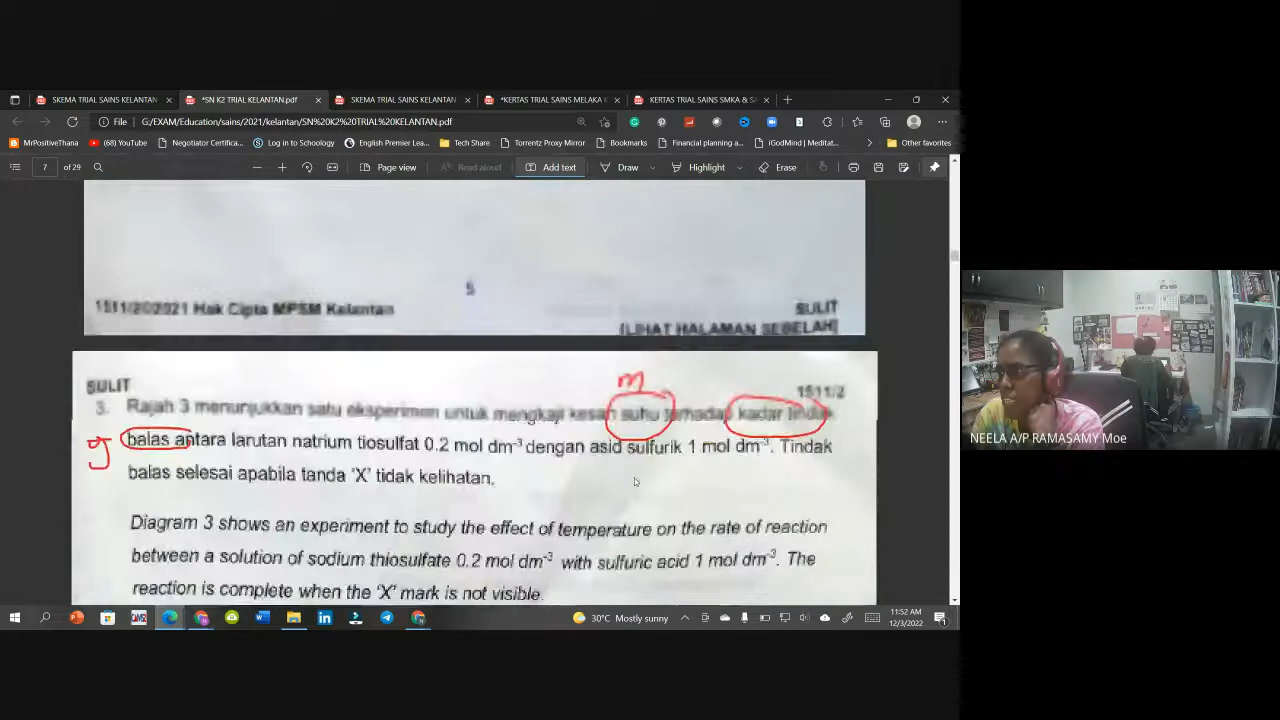 SKEMA TRIAL SAINS KELANTAN
*SN K2 TRIAL KELANTAN.pdf
SKEMA TRIAL SAINS KELANTAN
*KERTAS TRIAL SAINS MELAKA
KERTAS TRIAL SAINS SMKA & S
File
G:/EXAM/Education/sains/2021/kelantan/SN%20K2%20TRIAL%20KELANTAN.pdf
MrPositiveThana
(68) YouTube
Negotiator Certifica...
Log in to Schoology
English Premier Lea...
Tech Share
Torrentz Proxy Mirror
Bookmarks
Financial planning a...
iGodMind | Meditat...
Other favorites
7 of 29
Page view
Read aloud
Add text
Draw
Highlight
Erase
5
1511/202021 Hak Cipta MPSM Kelantan
SULIT
[LIHAT HALAMAN SEBELAH]
SULIT
m
1511/2
3. Rajah 3 menunjukkan satu eksperimen untuk mengkaji kesan suhu terhadap kadar tindak
balas antara larutan natrium tiosulfat 0.2 mol dm⁻³ dengan asid sulfurik 1 mol dm⁻³. Tindak
balas selesai apabila tanda 'X' tidak kelihatan.
Diagram 3 shows an experiment to study the effect of temperature on the rate of reaction
between a solution of sodium thiosulfate 0.2 mol dm⁻³ with sulfuric acid 1 mol dm⁻³. The
reaction is complete when the 'X' mark is not visible.
NEELA A/P RAMASAMY Moe
30°C Mostly sunny
11:52 AM
12/3/2022